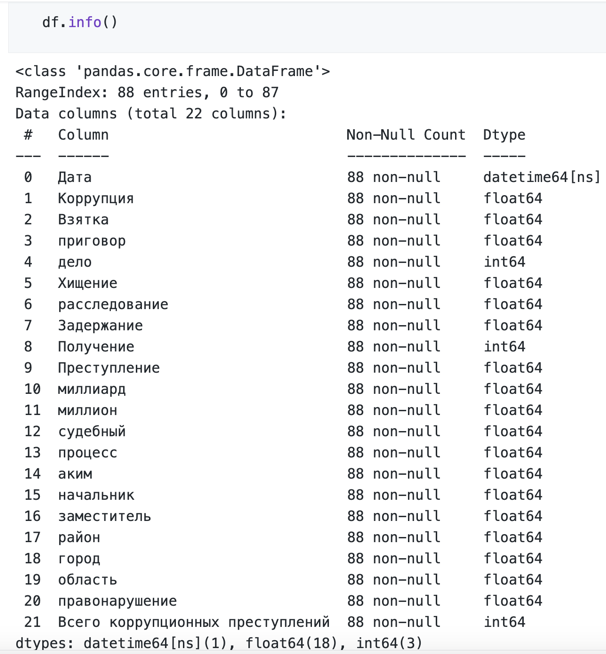 df.info()
<class 'pandas.core.frame.DataFrame'>
RangeIndex: 88 entries, 0 to 87
Data columns (total 22 columns):
 #   Column                          Non-Null Count  Dtype
---  ------                          --------------  -----
 0   Дата                            88 non-null     datetime64[ns]
 1   Коррупция                       88 non-null     float64
 2   Взятка                          88 non-null     float64
 3   приговор                        88 non-null     float64
 4   дело                            88 non-null     int64
 5   Хищение                         88 non-null     float64
 6   расследование                   88 non-null     float64
 7   Задержание                      88 non-null     float64
 8   Получение                       88 non-null     int64
 9   Преступление                    88 non-null     float64
 10  миллиард                        88 non-null     float64
 11  миллион                         88 non-null     float64
 12  судебный                        88 non-null     float64
 13  процесс                         88 non-null     float64
 14  аким                            88 non-null     float64
 15  начальник                       88 non-null     float64
 16  заместитель                     88 non-null     float64
 17  район                           88 non-null     float64
 18  город                           88 non-null     float64
 19  область                         88 non-null     float64
 20  правонарушение                  88 non-null     float64
 21  Всего коррупционных преступлений  88 non-null     int64
dtypes: datetime64[ns](1), float64(18), int64(3)